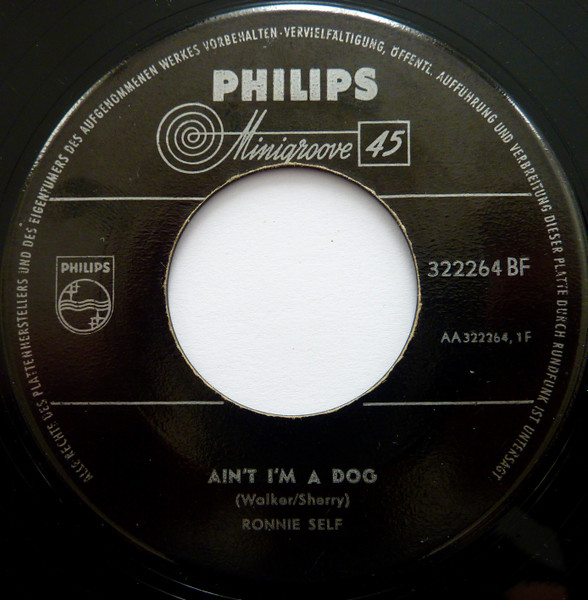 ALLE RECHTE DES PLATTENHERSTELLERS UND DES EIGENTÜMERS DES AUFGENOMMENEN WERKES VORBEHALTEN - VERVIELFÄLTIGUNG, ÖFFENTL. AUFFÜHRUNG UND VERBREITUNG DIESER PLATTE DURCH RUNDFUNK IST UNTERSAGT.
PHILIPS
Minigroove 45
PHILIPS
322264 BF
AA 322264, 1 F
AIN'T I'M A DOG
(Walker/Sherry)
RONNIE SELF